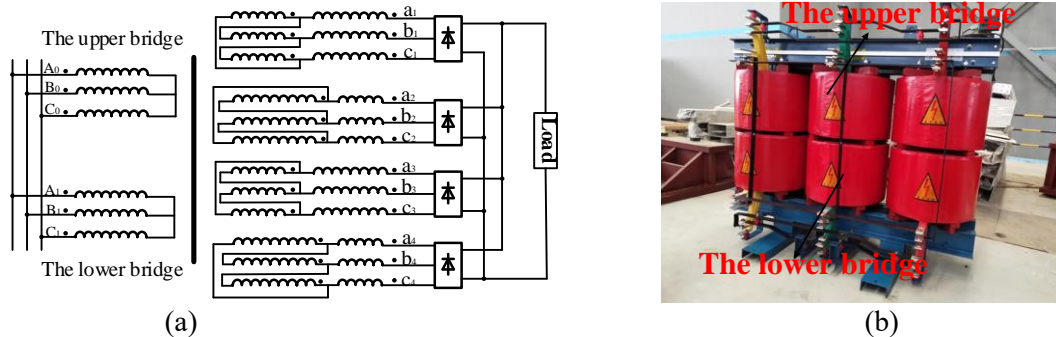 The upper bridge
A0
B0
C0
A1
B1
C1
The lower bridge
a1
b1
c1
a2
b2
c2
a3
b3
c3
a4
b4
c4
Load
(a)
The upper bridge
The lower bridge
(b)